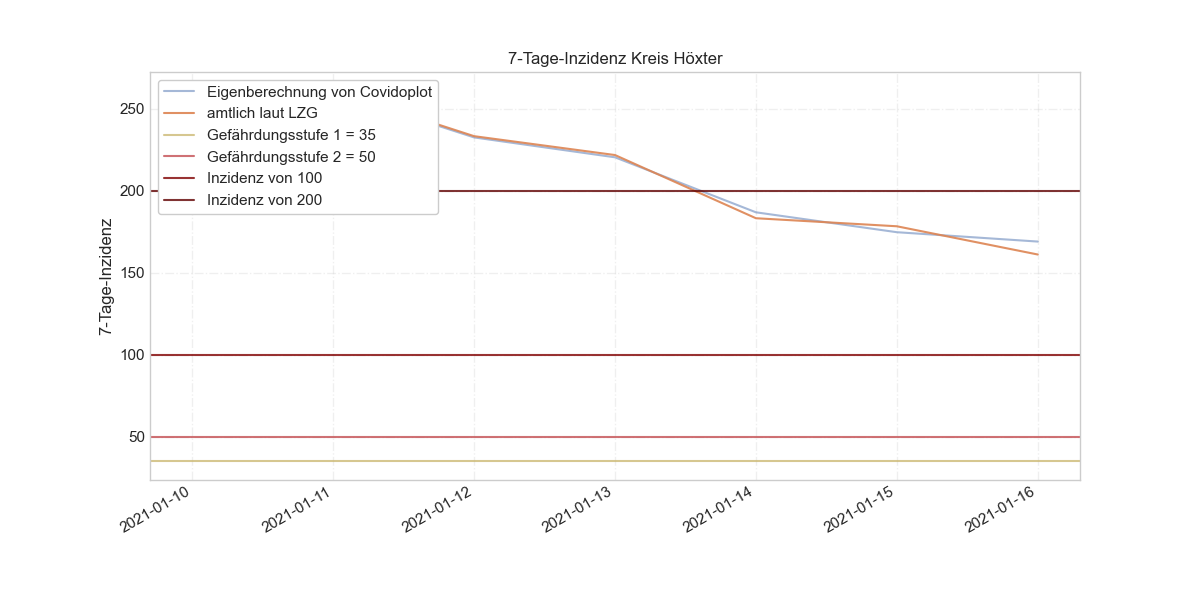 7-Tage-Inzidenz Kreis Höxter
Eigenberechnung von Covidoplot
amtlich laut LZG
Gefährdungsstufe 1 = 35
Gefährdungsstufe 2 = 50
Inzidenz von 100
Inzidenz von 200
7-Tage-Inzidenz
250
200
150
100
50
2021-01-10
2021-01-11
2021-01-12
2021-01-13
2021-01-14
2021-01-15
2021-01-16